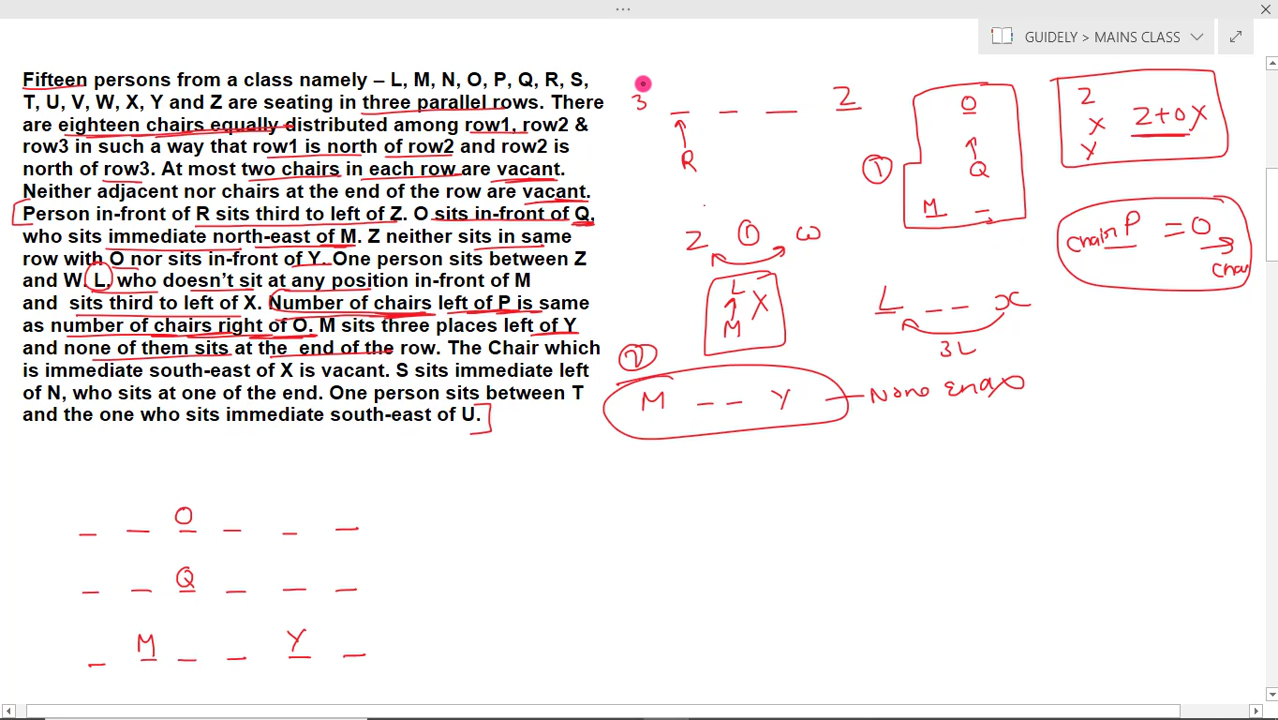 GUIDELY > MAINS CLASS
Fifteen persons from a class namely – L, M, N, O, P, Q, R, S,
T, U, V, W, X, Y and Z are seating in three parallel rows. There
are eighteen chairs equally distributed among row1, row2 &
row3 in such a way that row1 is north of row2 and row2 is
north of row3. At most two chairs in each row are vacant.
Neither adjacent nor chairs at the end of the row are vacant.
Person in-front of R sits third to left of Z. O sits in-front of Q,
who sits immediate north-east of M. Z neither sits in same
row with O nor sits in-front of Y. One person sits between Z
and W. L, who doesn't sit at any position in-front of M
and sits third to left of X. Number of chairs left of P is same
as number of chairs right of O. M sits three places left of Y
and none of them sits at the end of the row. The Chair which
is immediate south-east of X is vacant. S sits immediate left
of N, who sits at one of the end. One person sits between T
and the one who sits immediate south-east of U.
3 _ _ _ Z
R
O
Q
M _
1
Z
X 2+0X
Y
Z 1 W
L
X
M
L _ _ X
3L
Chair P = O
M _ _ Y None end X
_ _ O _ _ _
_ _ Q _ _ _
_ M _ _ Y _